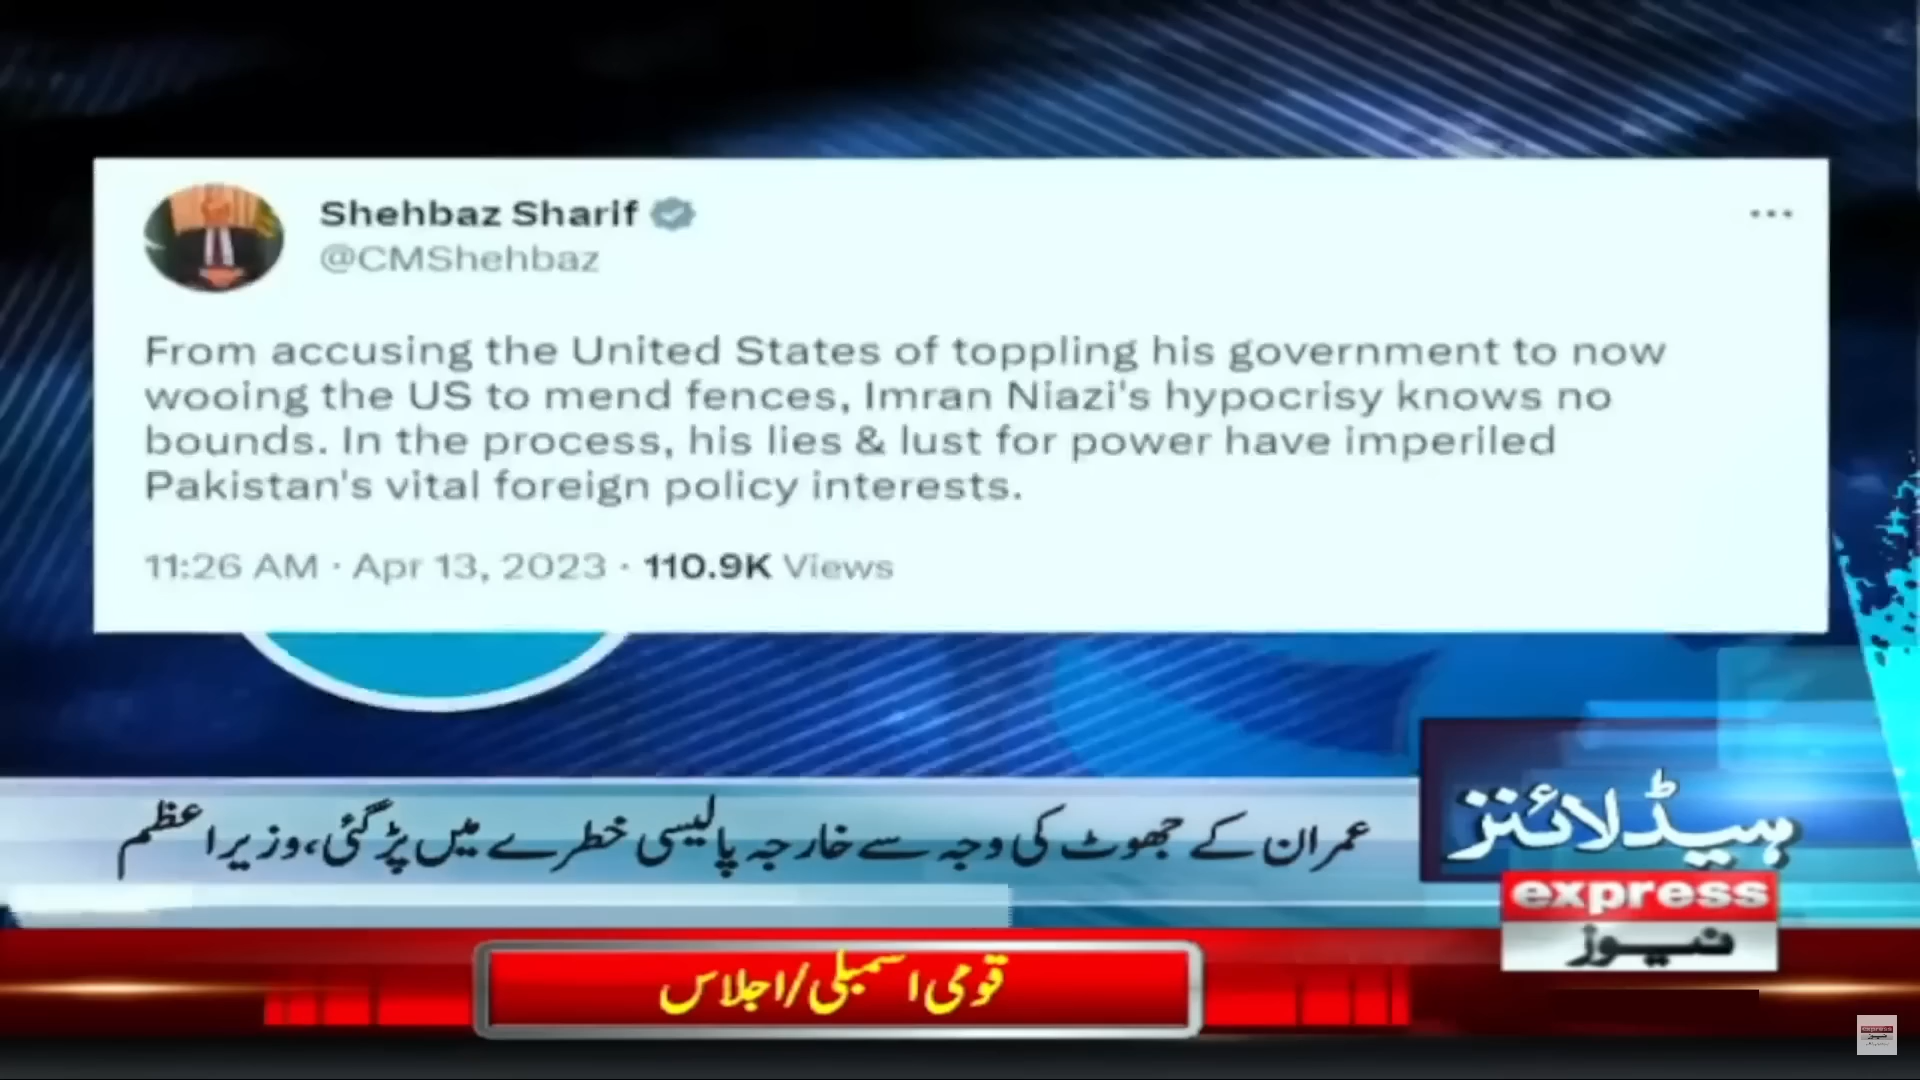 Shehbaz Sharif
@CMShehbaz
From accusing the United States of toppling his government to now
wooing the US to mend fences, Imran Niazi's hypocrisy knows no
bounds. In the process, his lies & lust for power have imperiled
Pakistan's vital foreign policy interests.
11:26 AM · Apr 13, 2023 · 110.9K Views
ہیڈلائنز
عمران کے جھوٹ کی وجہ سے خارجہ پالیسی خطرے میں پڑگئی، وزیراعظم
express
نیوز
قومی اسمبلی/اجلاس